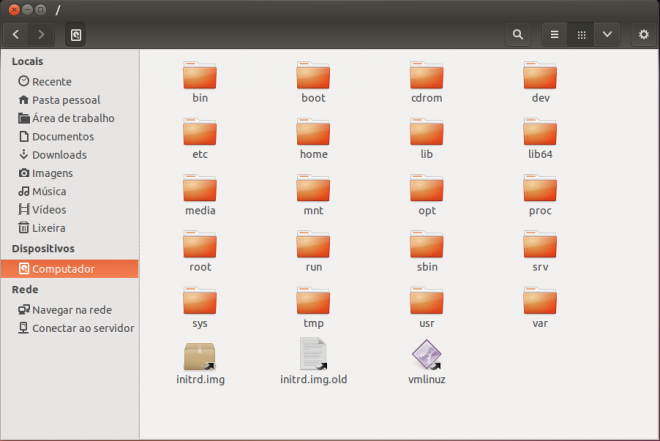 /
Locais
Recente
Pasta pessoal
Área de trabalho
Documentos
Downloads
Imagens
Música
Vídeos
Lixeira
Dispositivos
Computador
Rede
Navegar na rede
Conectar ao servidor
bin boot cdrom dev
etc home lib lib64
media mnt opt proc
root run sbin srv
sys tmp usr var
initrd.img initrd.img.old vmlinuz